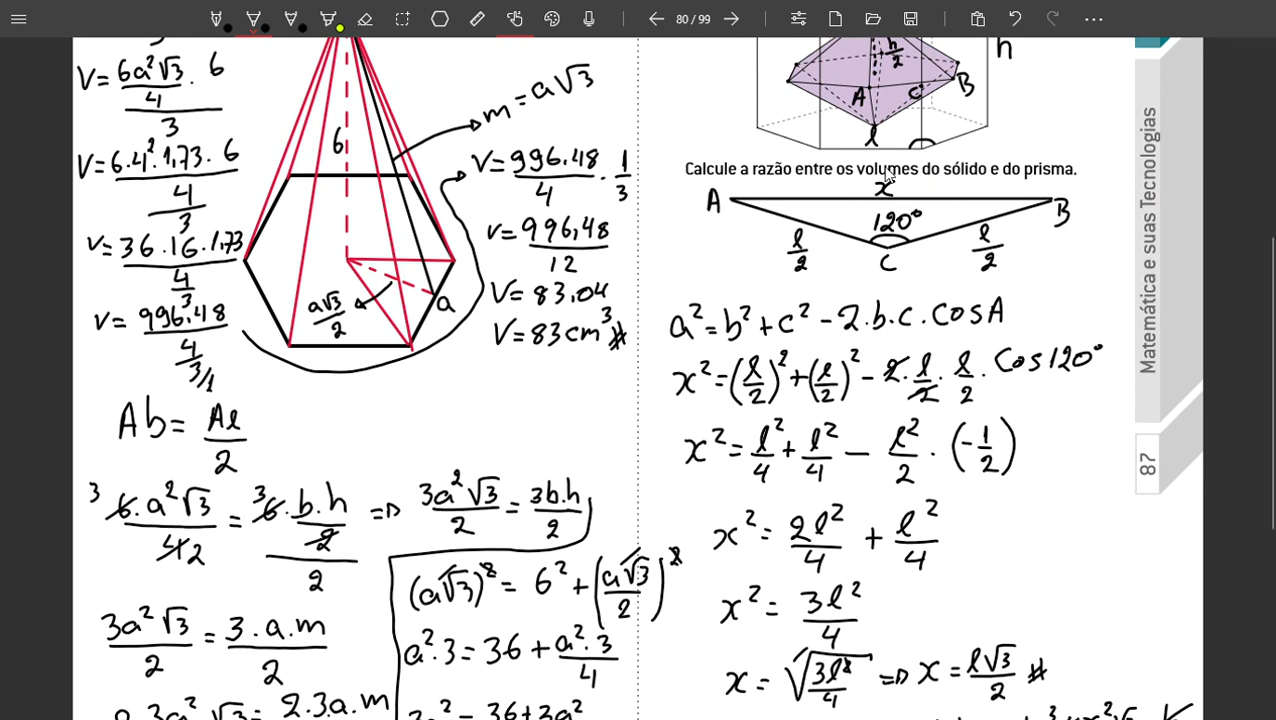 80 / 99
V = 6a²√3/4 · 6 / 3
V = 6.4².1,73 . 6 / 4 / 3
V = 36.16.1,73 / 4 / 3
V = 996,48 / 4 / 3/1
6
m = a√3
a
a√3/2
V = 996.48/4 · 1/3
V = 996,48/12
V = 83,04
V = 83cm³ #
Ab = Al/2
3 6.a²√3/42 = 3 6.b.h/2/2 ⇒ 3a²√3/2 = 3b.h/2
3a²√3/2 = 3.a.m/2
(a√3)² = 6² + (a√3/2)²
a².3 = 36 + a².3/4
h/2
h
A
C
B
l
Calcule a razão entre os volumes do sólido e do prisma.
x
A
B
120°
l/2
C
l/2
a² = b² + c² - 2.b.c.cosA
x² = (l/2)² + (l/2)² - 2.l/2 . l/2 . Cos120°
x² = l²/4 + l²/4 - l²/2 . (-1/2)
x² = 2l²/4 + l²/4
x² = 3l²/4
x = √3l²/4 ⇒ x = l√3/2 #
Matemática e suas Tecnologias
87